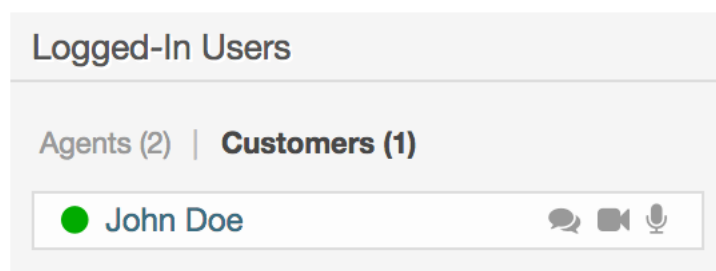 Logged-In Users
Agents (2) | Customers (1)
John Doe